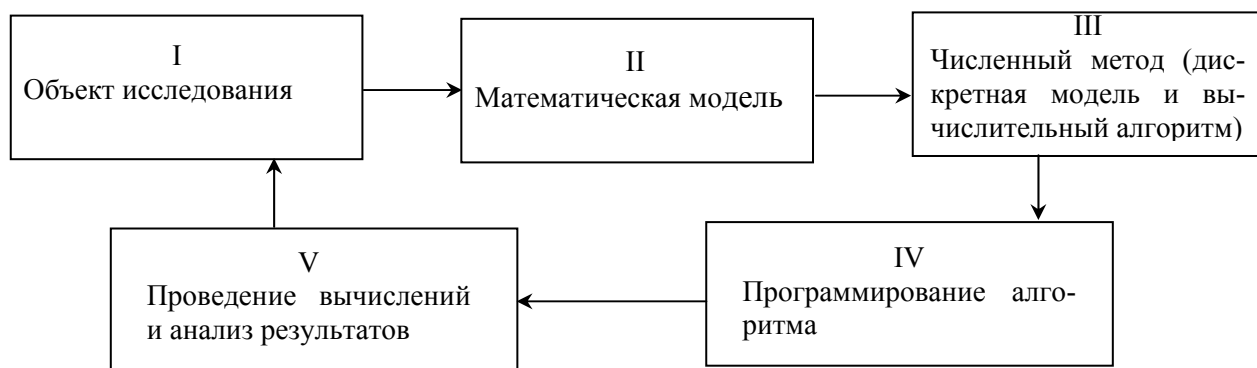 I
Объект исследования
II
Математическая модель
III
Численный метод (дис-
кретная модель и вы-
числительный алгоритм)
IV
Программирование алго-
ритма
V
Проведение вычислений
и анализ результатов